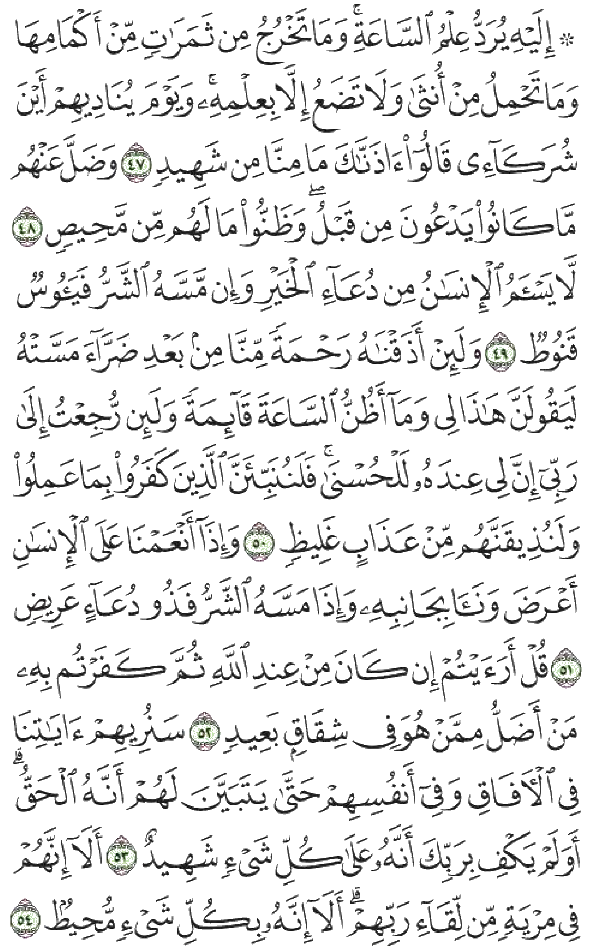 ۞ إِلَيْهِ يُرَدُّ عِلْمُ ٱلسَّاعَةِۚ وَمَا تَخْرُجُ مِن ثَمَرَٰتٍ مِّنْ أَكْمَامِهَا
وَمَا تَحْمِلُ مِنْ أُنثَىٰ وَلَا تَضَعُ إِلَّا بِعِلْمِهِۦۚ وَيَوْمَ يُنَادِيهِمْ أَيْنَ
شُرَكَآءِى قَالُوٓا۟ ءَاذَنَّٰكَ مَا مِنَّا مِن شَهِيدٍ ٤٧ وَضَلَّ عَنْهُم
مَّا كَانُوا۟ يَدْعُونَ مِن قَبْلُۖ وَظَنُّوا۟ مَا لَهُم مِّن مَّحِيصٍ ٤٨
لَّا يَسْـَٔمُ ٱلْإِنسَٰنُ مِن دُعَآءِ ٱلْخَيْرِ وَإِن مَّسَّهُ ٱلشَّرُّ فَيَـُٔوسٌ
قَنُوطٌ ٤٩ وَلَئِنْ أَذَقْنَٰهُ رَحْمَةً مِّنَّا مِنۢ بَعْدِ ضَرَّآءَ مَسَّتْهُ
لَيَقُولَنَّ هَٰذَا لِى وَمَآ أَظُنُّ ٱلسَّاعَةَ قَآئِمَةً وَلَئِن رُّجِعْتُ إِلَىٰ
رَبِّىٓ إِنَّ لِى عِندَهُۥ لَلْحُسْنَىٰۚ فَلَنُنَبِّئَنَّ ٱلَّذِينَ كَفَرُوا۟ بِمَا عَمِلُوا۟
وَلَنُذِيقَنَّهُم مِّنْ عَذَابٍ غَلِيظٍ ٥٠ وَإِذَآ أَنْعَمْنَا عَلَى ٱلْإِنسَٰنِ
أَعْرَضَ وَنَـَٔا بِجَانِبِهِۦ وَإِذَا مَسَّهُ ٱلشَّرُّ فَذُو دُعَآءٍ عَرِيضٍ
٥١ قُلْ أَرَءَيْتُمْ إِن كَانَ مِنْ عِندِ ٱللَّهِ ثُمَّ كَفَرْتُم بِهِۦ
مَنْ أَضَلُّ مِمَّنْ هُوَ فِى شِقَاقٍۭ بَعِيدٍ ٥٢ سَنُرِيهِمْ ءَايَٰتِنَا
فِى ٱلْءَافَاقِ وَفِىٓ أَنفُسِهِمْ حَتَّىٰ يَتَبَيَّنَ لَهُمْ أَنَّهُ ٱلْحَقُّۗ
أَوَلَمْ يَكْفِ بِرَبِّكَ أَنَّهُۥ عَلَىٰ كُلِّ شَىْءٍ شَهِيدٌ ٥٣ أَلَآ إِنَّهُمْ
فِى مِرْيَةٍ مِّن لِّقَآءِ رَبِّهِمْۗ أَلَآ إِنَّهُۥ بِكُلِّ شَىْءٍ مُّحِيطٌۢ ٥٤